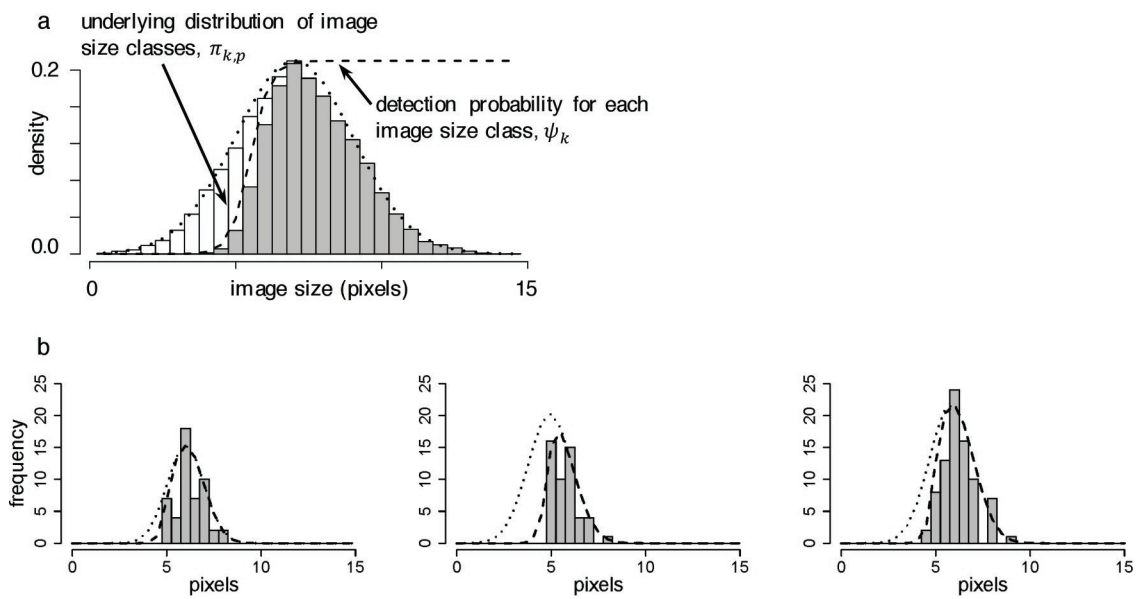 a
underlying distribution of image
size classes, π_{k,p}
0.2
detection probability for each
image size class, ψ_k
density
0.0
0
image size (pixels)
15
b
25
20
15
10
5
0
frequency
0
5
10
15
pixels
25
20
15
10
5
0
0
5
10
15
pixels
25
20
15
10
5
0
0
5
10
15
pixels